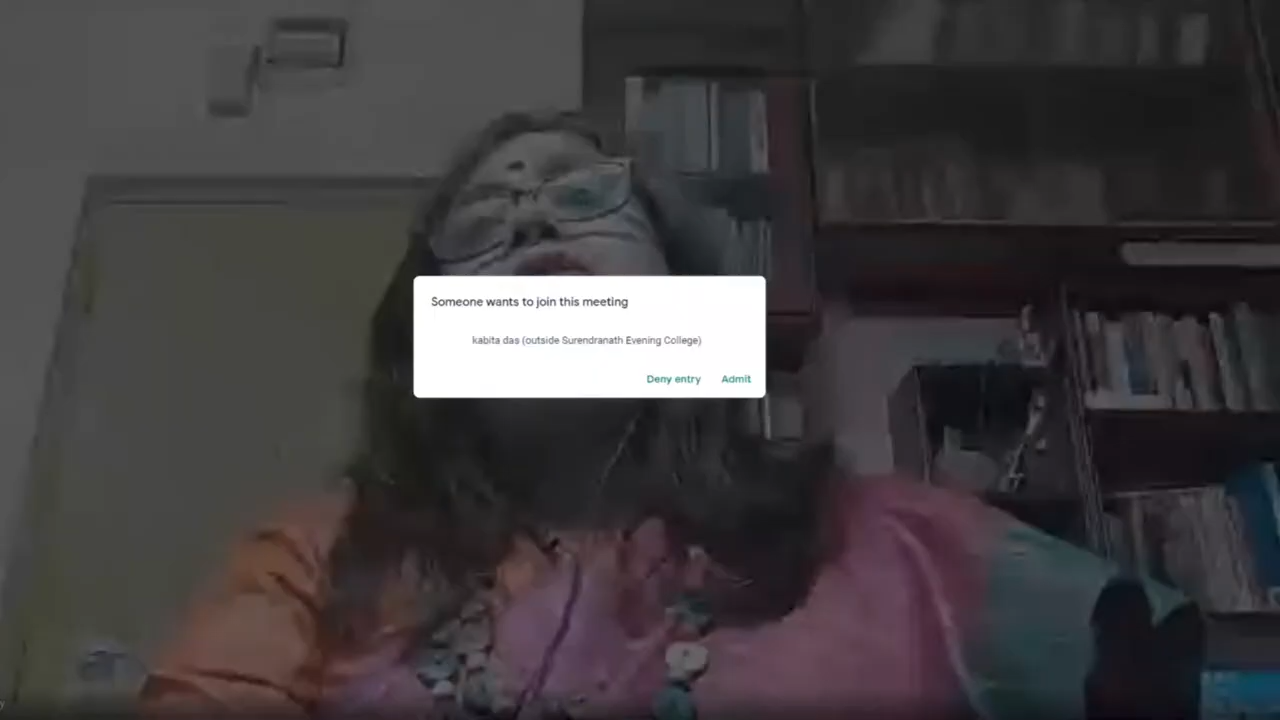 Someone wants to join this meeting
kabita das (outside Surendranath Evening College)
Deny entry Admit